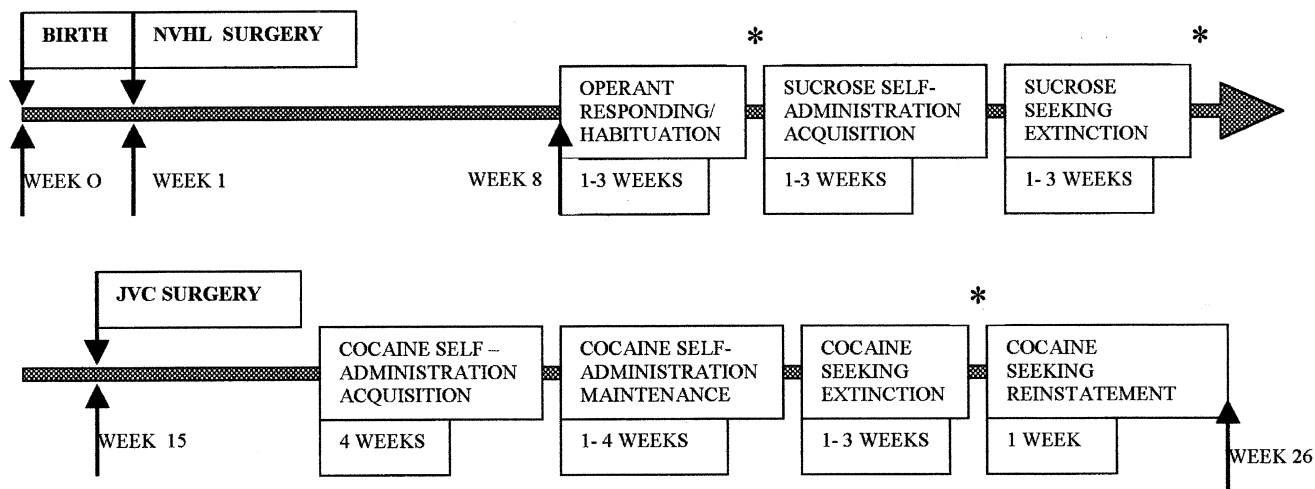 BIRTH
NVHL SURGERY
*
*
OPERANT
RESPONDING/
HABITUATION
SUCROSE SELF-
ADMINISTRATION
ACQUISITION
SUCROSE
SEEKING
EXTINCTION
WEEK O
WEEK 1
WEEK 8
1-3 WEEKS
1-3 WEEKS
1- 3 WEEKS
JVC SURGERY
*
COCAINE SELF –
ADMINISTRATION
ACQUISITION
COCAINE SELF-
ADMINISTRATION
MAINTENANCE
COCAINE
SEEKING
EXTINCTION
COCAINE
SEEKING
REINSTATEMENT
WEEK 15
4 WEEKS
1- 4 WEEKS
1- 3 WEEKS
1 WEEK
WEEK 26